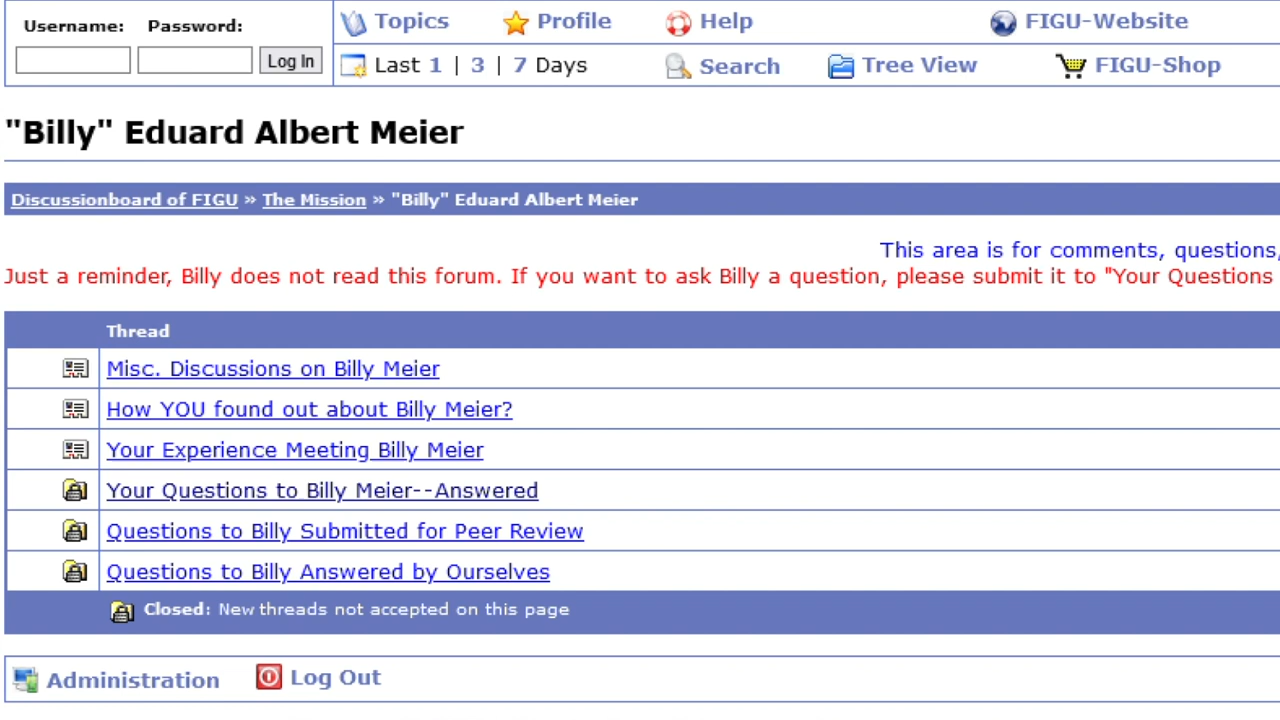 Username: Password:
Log In
Topics Profile Help FIGU-Website
Last 1 | 3 | 7 Days Search Tree View FIGU-Shop
"Billy" Eduard Albert Meier
Discussionboard of FIGU » The Mission » "Billy" Eduard Albert Meier
This area is for comments, questions,
Just a reminder, Billy does not read this forum. If you want to ask Billy a question, please submit it to "Your Questions
Thread
Misc. Discussions on Billy Meier
How YOU found out about Billy Meier?
Your Experience Meeting Billy Meier
Your Questions to Billy Meier--Answered
Questions to Billy Submitted for Peer Review
Questions to Billy Answered by Ourselves
Closed: New threads not accepted on this page
Administration Log Out